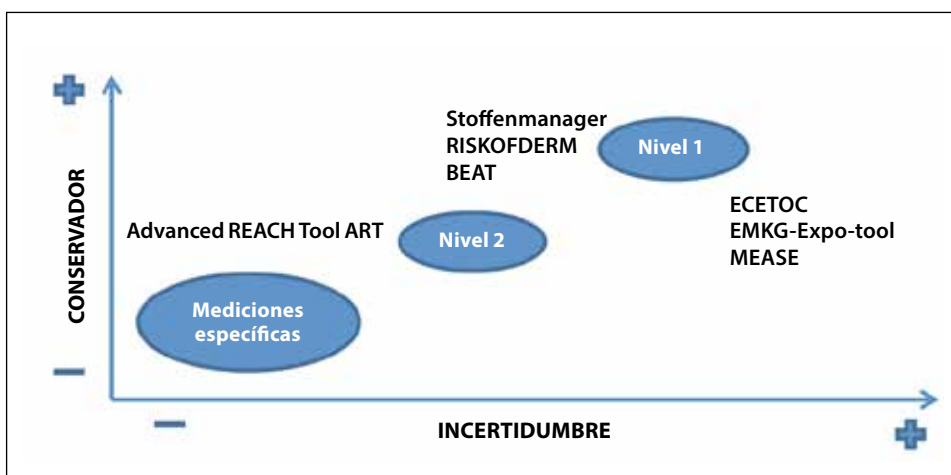 Stoffenmanager
RISKOFDERM
BEAT
Nivel 1
ECETOC
EMKG-Expo-tool
MEASE
Advanced REACH Tool ART
Nivel 2
Mediciones
específicas
CONSERVADOR
INCERTIDUMBRE